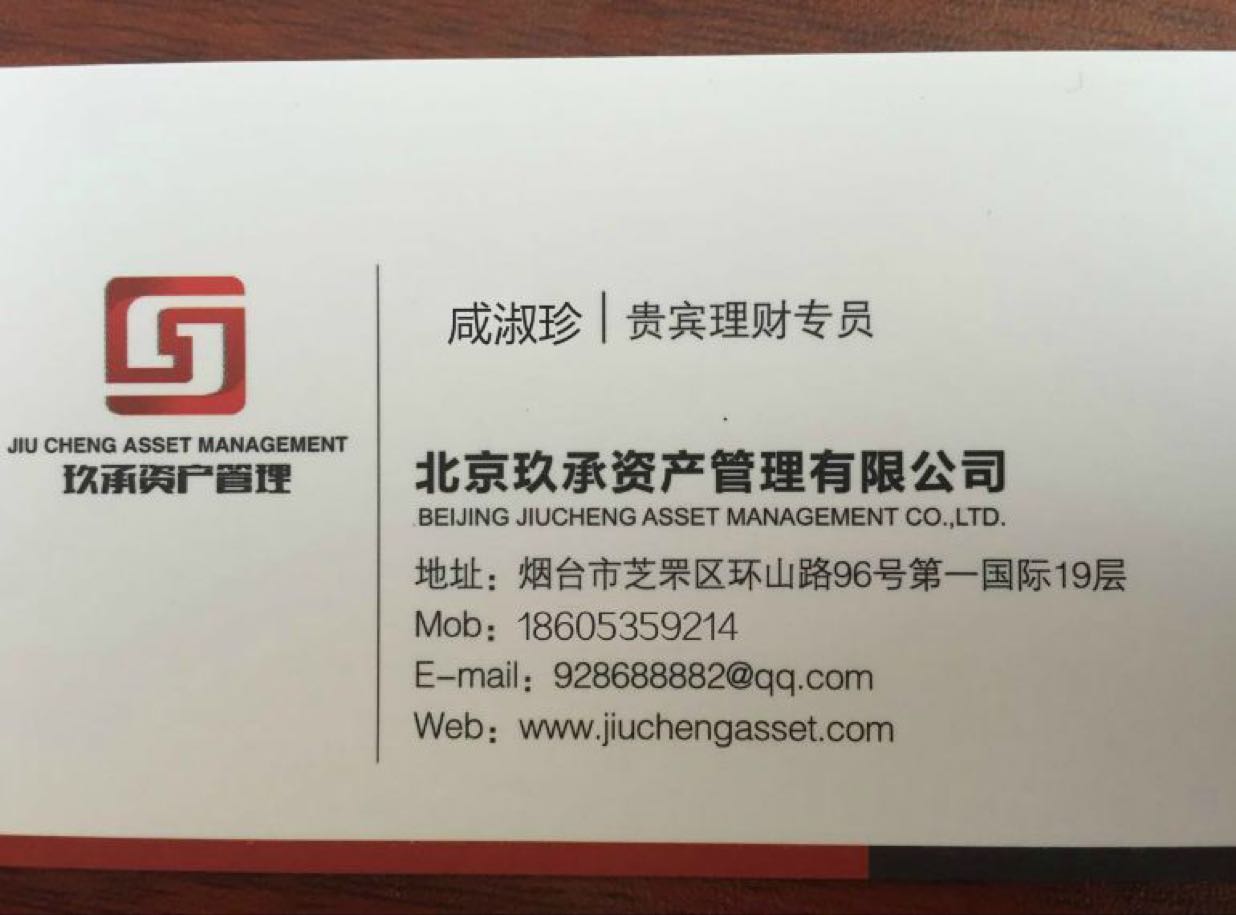 JIU CHENG ASSET MANAGEMENT
玖承资产管理
咸淑珍|贵宾理财专员
北京玖承资产管理有限公司
BEIJING JIUCHENG ASSET MANAGEMENT CO.,LTD.
地址：烟台市芝罘区环山路96号第一国际19层
Mob：18605359214
E-mail：928688882@qq.com
Web：www.jiuchengasset.com